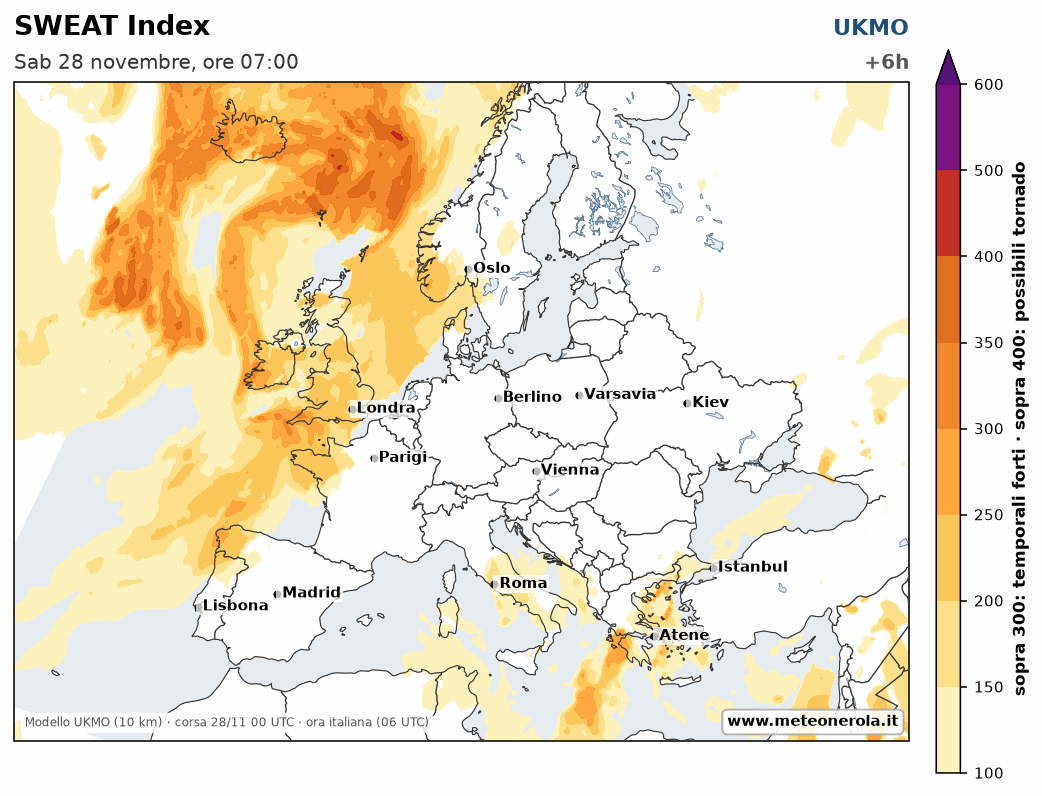 SWEAT Index
UKMO
Sab 28 novembre, ore 07:00
+6h
Oslo
Londra
Berlino
Varsavia
Kiev
Parigi
Vienna
Istanbul
Roma
Madrid
Lisbona
Atene
Modello UKMO (10 km) · corsa 28/11 00 UTC · ora italiana (06 UTC)
www.meteonerola.it
600
500
400
350
300
250
200
150
100
sopra 300: temporali forti · sopra 400: possibili tornado